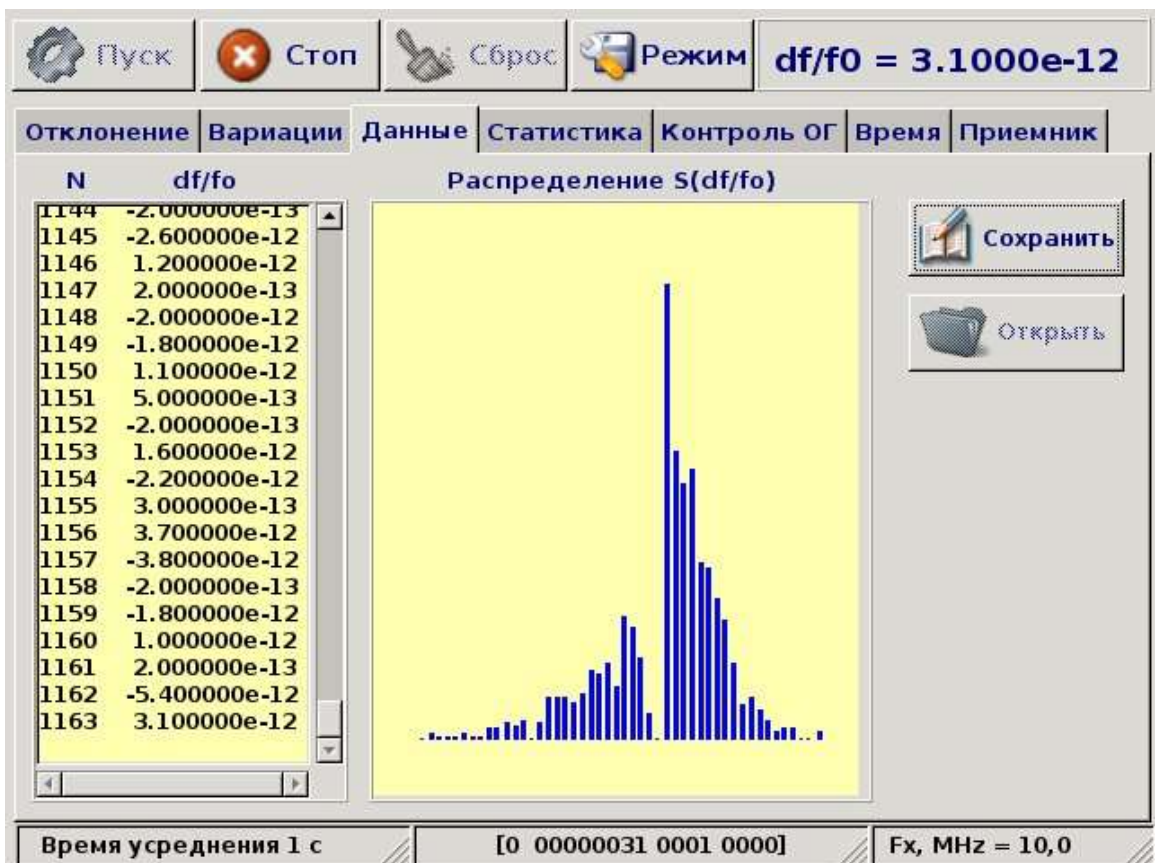 Пуск Стоп Сброс Режим df/f0 = 3.1000e-12
Отклонение Вариации Данные Статистика Контроль ОГ Время Приемник
N df/fo Распределение S(df/fo)
1144 -2.000000e-13
1145 -2.600000e-12
1146 1.200000e-12
1147 2.000000e-13
1148 -2.000000e-12
1149 -1.800000e-12
1150 1.100000e-12
1151 5.000000e-13
1152 -2.000000e-13
1153 1.600000e-12
1154 -2.200000e-12
1155 3.000000e-13
1156 3.700000e-12
1157 -3.800000e-12
1158 -2.000000e-13
1159 -1.800000e-12
1160 1.000000e-12
1161 2.000000e-13
1162 -5.400000e-12
1163 3.100000e-12
Сохранить
Открыть
Время усреднения 1 с [0 00000031 0001 0000] Fx, MHz = 10,0